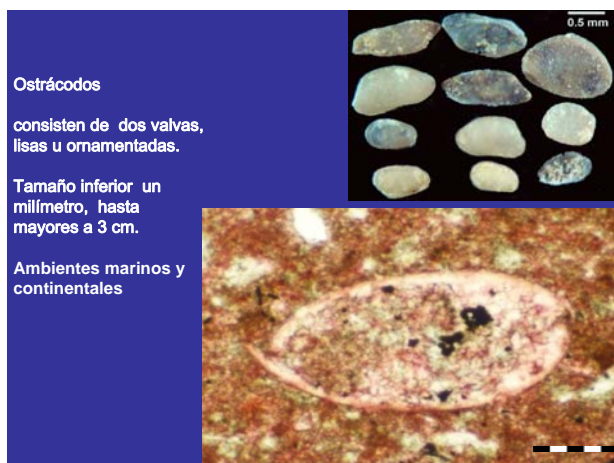 0.5 mm
Ostrácodos
consisten de dos valvas,
lisas u ornamentadas.
Tamaño inferior un
milímetro, hasta
mayores a 3 cm.
Ambientes marinos y
continentales